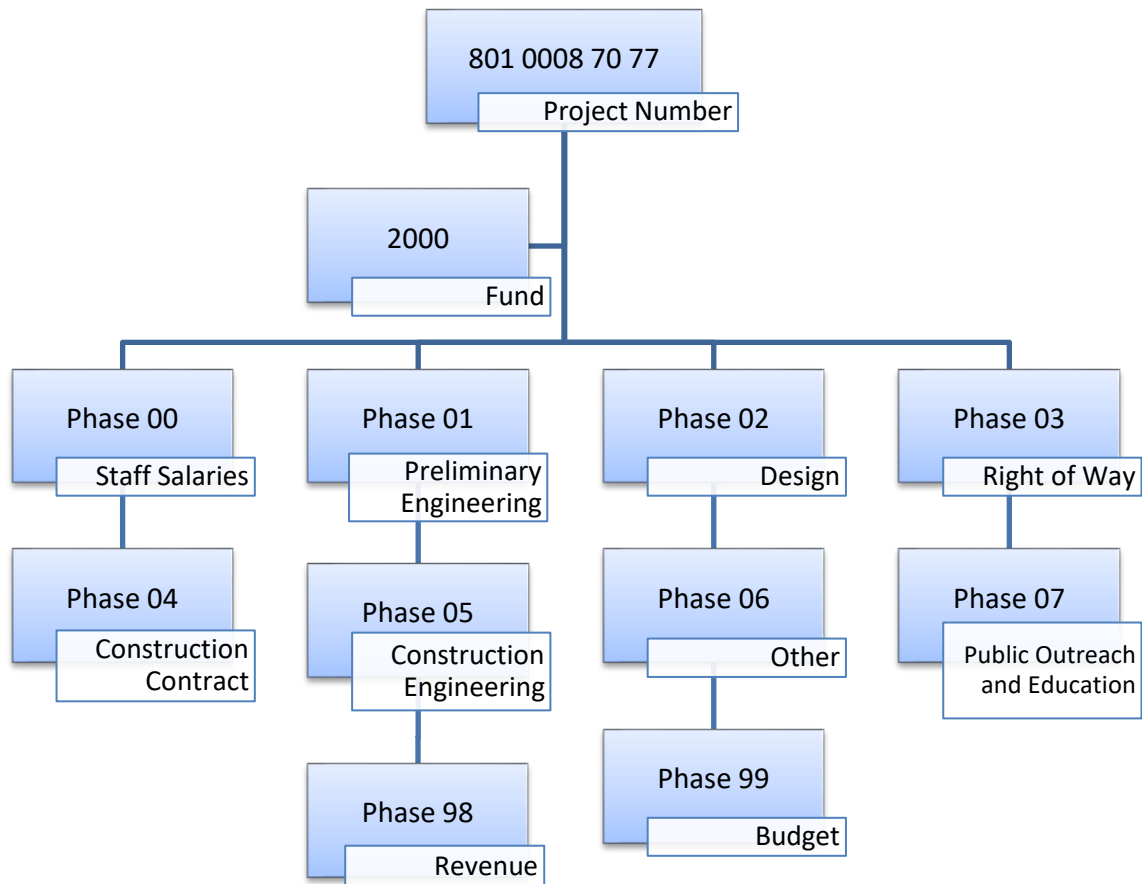 801 0008 70 77
Project Number
2000
Fund
Phase 00
Staff Salaries
Phase 01
Preliminary
Engineering
Phase 02
Design
Phase 03
Right of Way
Phase 04
Construction
Contract
Phase 05
Construction
Engineering
Phase 06
Other
Phase 07
Public Outreach
and Education
Phase 98
Revenue
Phase 99
Budget